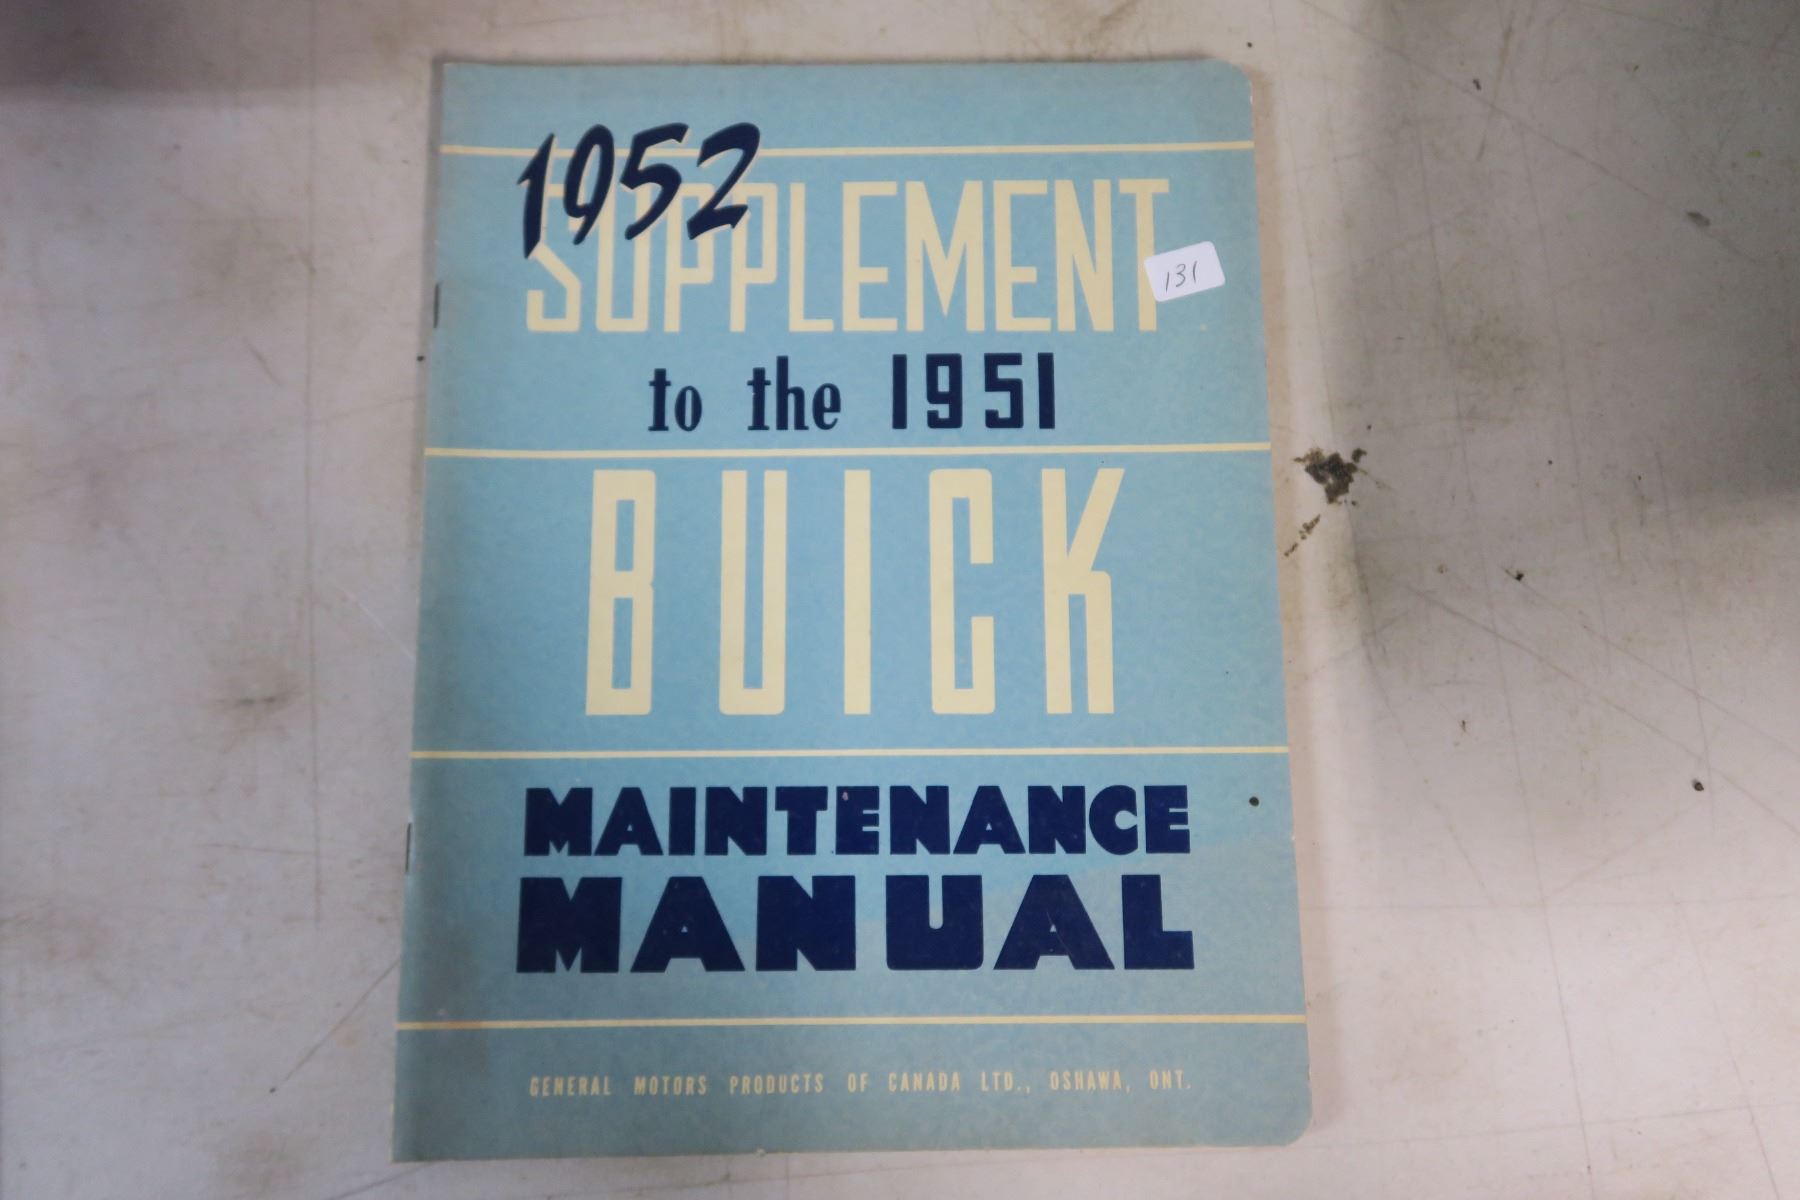 1952
SUPPLEMENT
131
to the 1951
BUICK
MAINTENANCE
MANUAL
GENERAL MOTORS PRODUCTS OF CANADA LTD., OSHAWA, ONT.